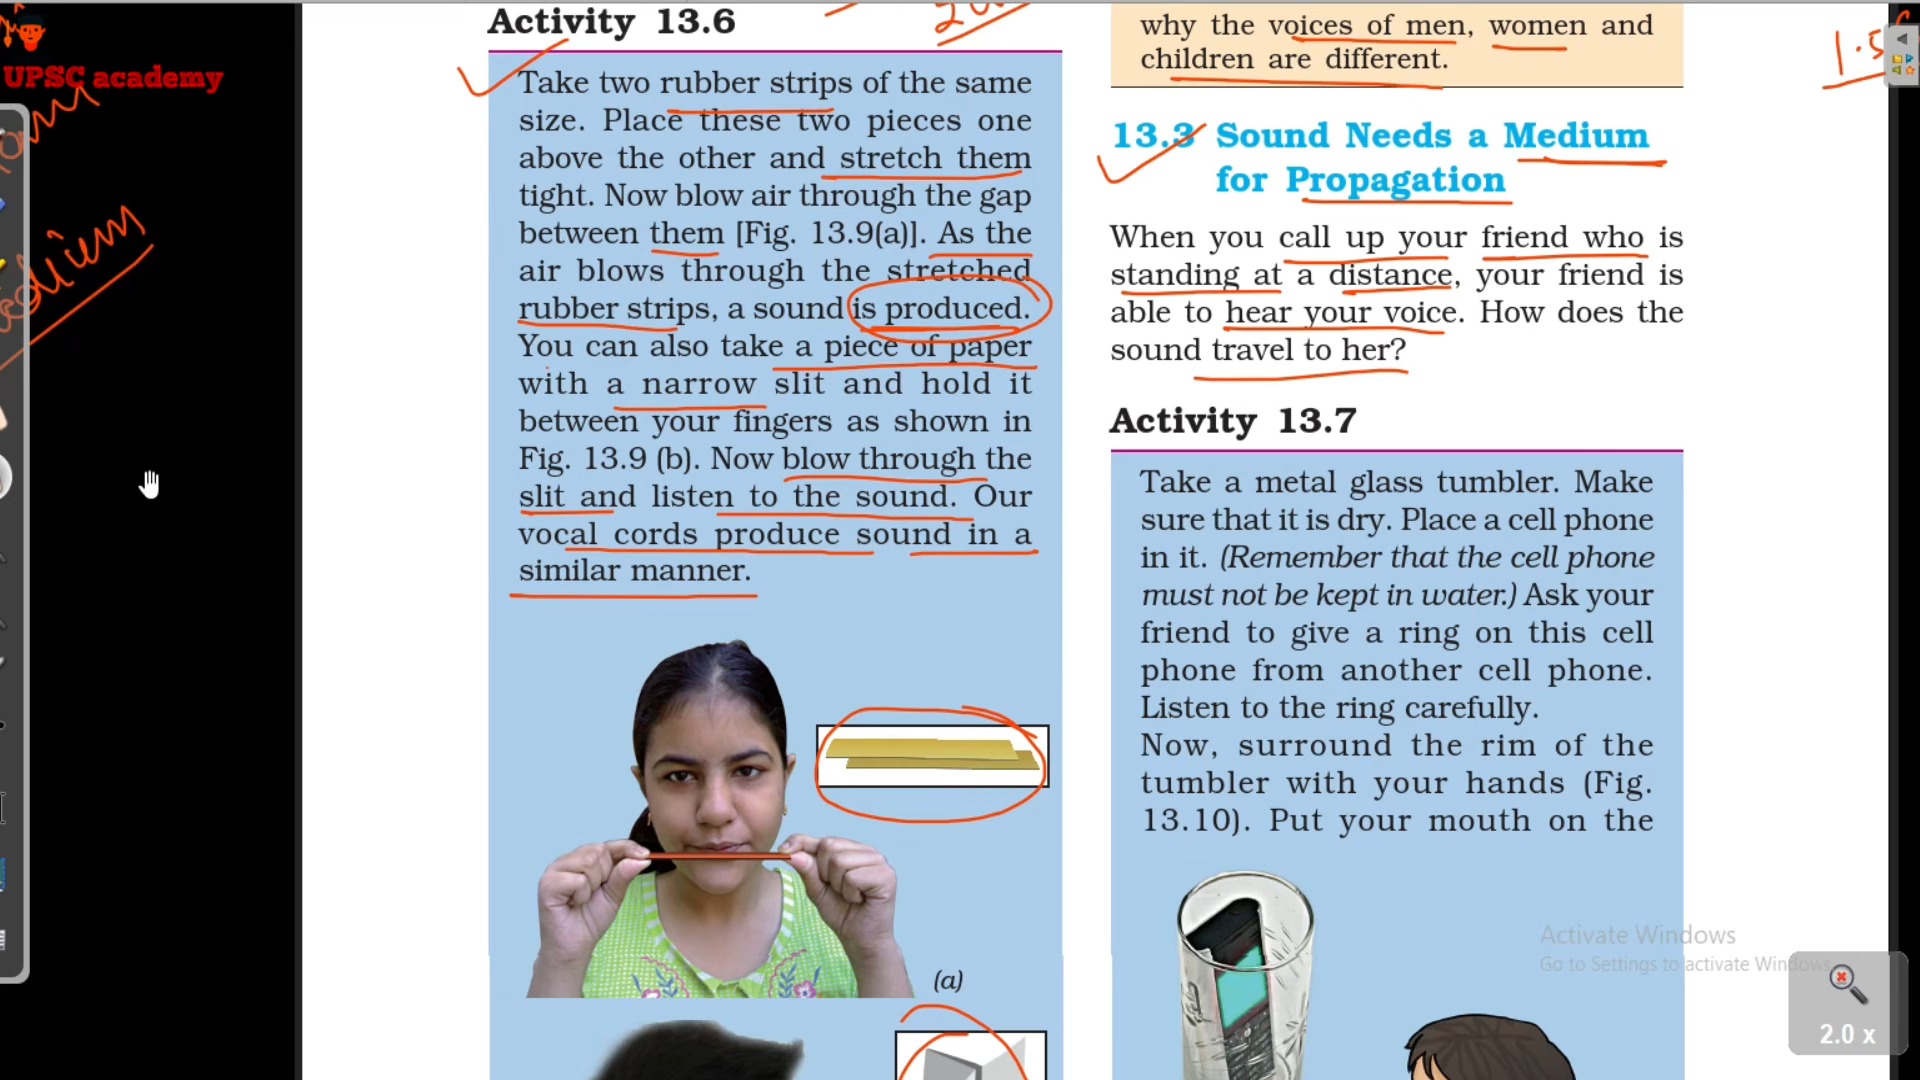 UPSC academy
Activity 13.6
Take two rubber strips of the same
size. Place these two pieces one
above the other and stretch them
tight. Now blow air through the gap
between them [Fig. 13.9(a)]. As the
air blows through the stretched
rubber strips, a sound is produced.
You can also take a piece of paper
with a narrow slit and hold it
between your fingers as shown in
Fig. 13.9 (b). Now blow through the
slit and listen to the sound. Our
vocal cords produce sound in a
similar manner.
(a)
why the voices of men, women and
children are different.
13.3 Sound Needs a Medium
for Propagation
When you call up your friend who is
standing at a distance, your friend is
able to hear your voice. How does the
sound travel to her?
Activity 13.7
Take a metal glass tumbler. Make
sure that it is dry. Place a cell phone
in it. (Remember that the cell phone
must not be kept in water.) Ask your
friend to give a ring on this cell
phone from another cell phone.
Listen to the ring carefully.
Now, surround the rim of the
tumbler with your hands (Fig.
13.10). Put your mouth on the
Activate Windows
Go to Settings to activate Windows.
2.0 x